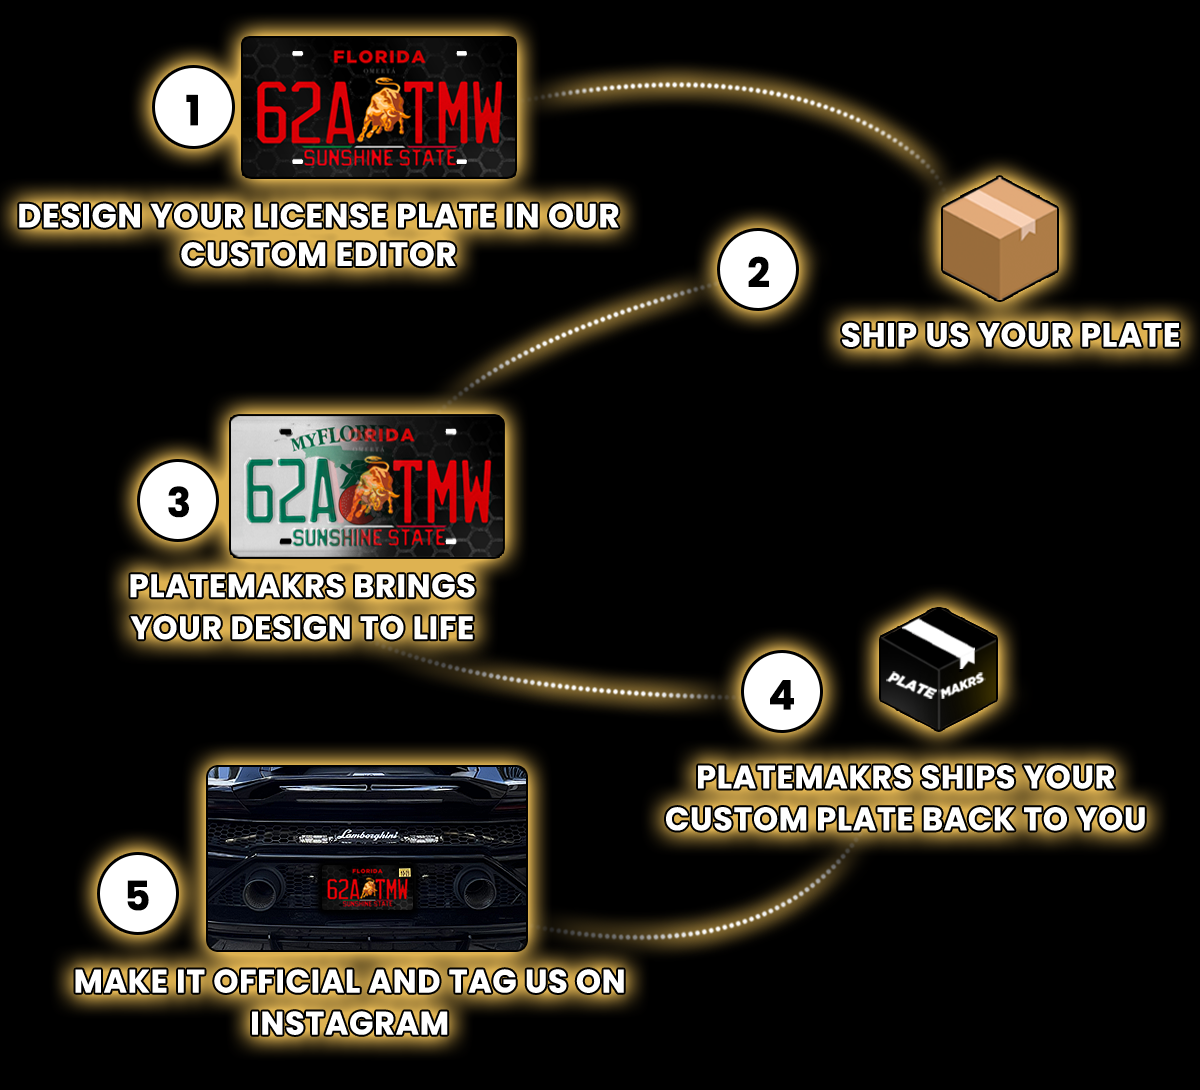 1
FLORIDA
OMERTA
62A TMW
SUNSHINE STATE
DESIGN YOUR LICENSE PLATE IN OUR
CUSTOM EDITOR
2
SHIP US YOUR PLATE
3
MYFLORIDA
62A TMW
SUNSHINE STATE
PLATEMAKRS BRINGS
YOUR DESIGN TO LIFE
4
PLATE MAKRS
PLATEMAKRS SHIPS YOUR
CUSTOM PLATE BACK TO YOU
5
Lamborghini
FLORIDA
62A TMW
SUNSHINE STATE
MAKE IT OFFICIAL AND TAG US ON
INSTAGRAM